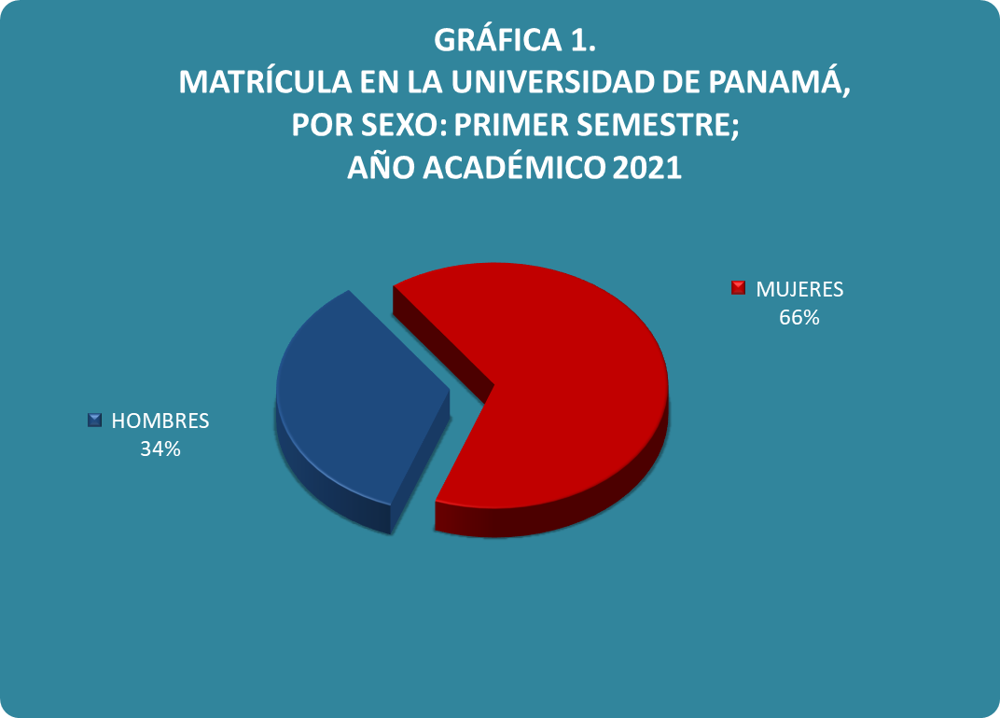 GRÁFICA 1.
MATRÍCULA EN LA UNIVERSIDAD DE PANAMÁ,
POR SEXO: PRIMER SEMESTRE;
AÑO ACADÉMICO 2021
MUJERES
66%
HOMBRES
34%